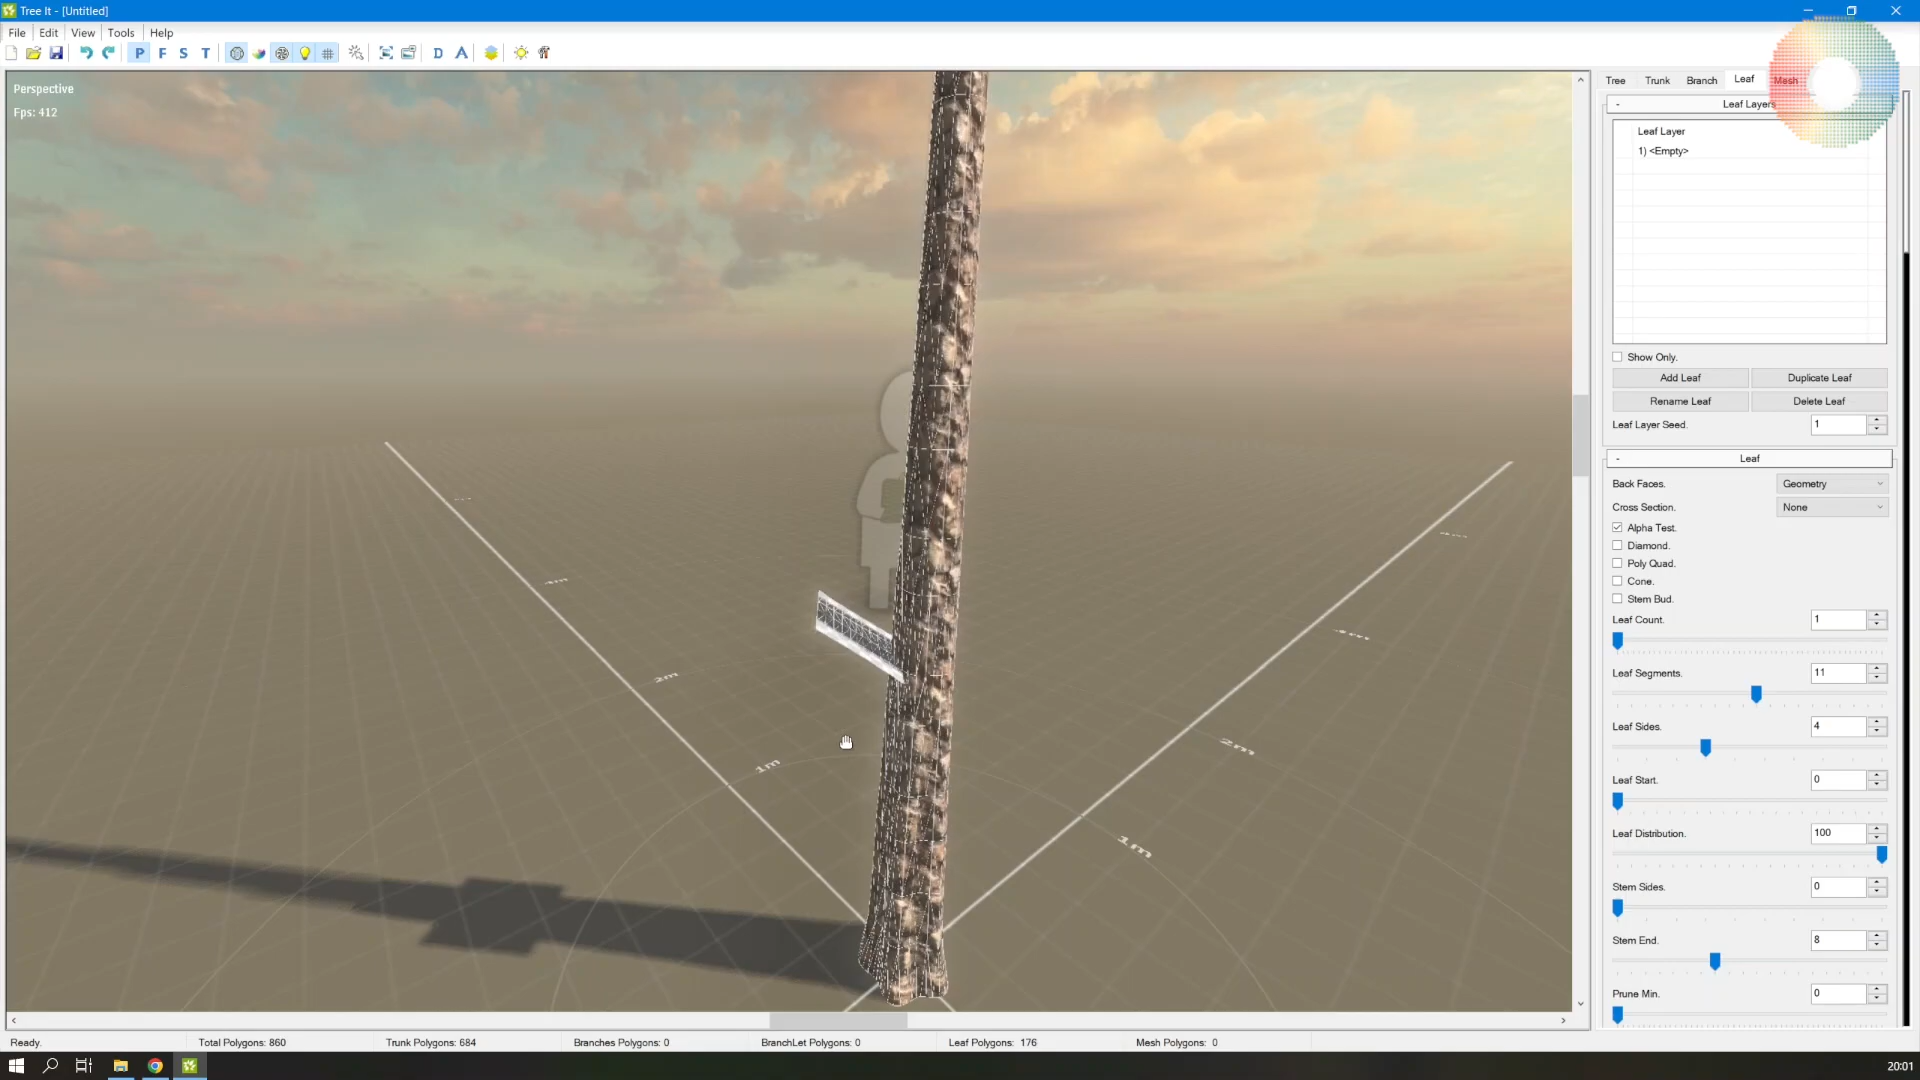 Tree It - [Untitled]
File Edit View Tools Help
P F S T D A
Perspective
Fps: 412
1m
2m
1m
2m
Tree Trunk Branch Leaf Mesh
- Leaf Layers
Leaf Layer
1) <Empty>
Show Only.
Add Leaf Duplicate Leaf
Rename Leaf Delete Leaf
Leaf Layer Seed. 1
- Leaf
Back Faces. Geometry
Cross Section. None
Alpha Test.
Diamond.
Poly Quad.
Cone.
Stem Bud.
Leaf Count. 1
Leaf Segments. 11
Leaf Sides. 4
Leaf Start. 0
Leaf Distribution. 100
Stem Sides. 0
Stem End. 8
Prune Min. 0
Ready. Total Polygons: 860 Trunk Polygons: 684 Branches Polygons: 0 BranchLet Polygons: 0 Leaf Polygons: 176 Mesh Polygons: 0
20:01